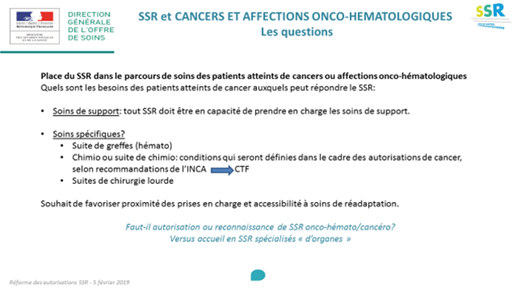 DIRECTION
GÉNÉRALE
DE L'OFFRE
DE SOINS
SSR et CANCERS ET AFFECTIONS ONCO-HEMATOLOGIQUES
Les questions
SSR
Place du SSR dans le parcours de soins des patients atteints de cancers ou affections onco-hématologiques
Quels sont les besoins des patients atteints de cancer auxquels peut répondre le SSR:
• Soins de support: tout SSR doit être en capacité de prendre en charge les soins de support.
• Soins spécifiques?
• Suite de greffes (hémato)
• Chimio ou suite de chimio: conditions qui seront définies dans le cadre des autorisations de cancer,
selon recommandations de l'INCA CTF
• Suites de chirurgie lourde
Souhait de favoriser proximité des prises en charge et accessibilité à soins de réadaptation.
Faut-il autorisation ou reconnaissance de SSR onco-hémato/cancéro?
Versus accueil en SSR spécialisés « d'organes »
Réforme des autorisations SSR - 5 février 2019